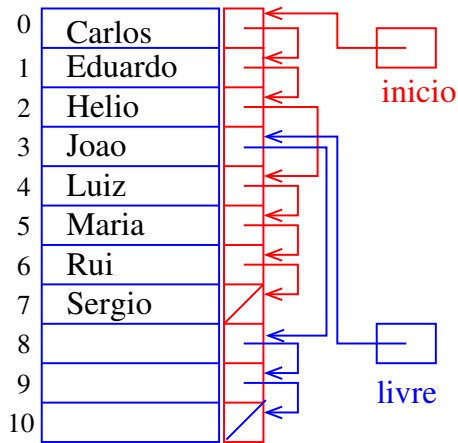 0 Carlos
1 Eduardo
inicio
2 Helio
3 Joao
4 Luiz
5 Maria
6 Rui
7 Sergio
8
9
livre
10